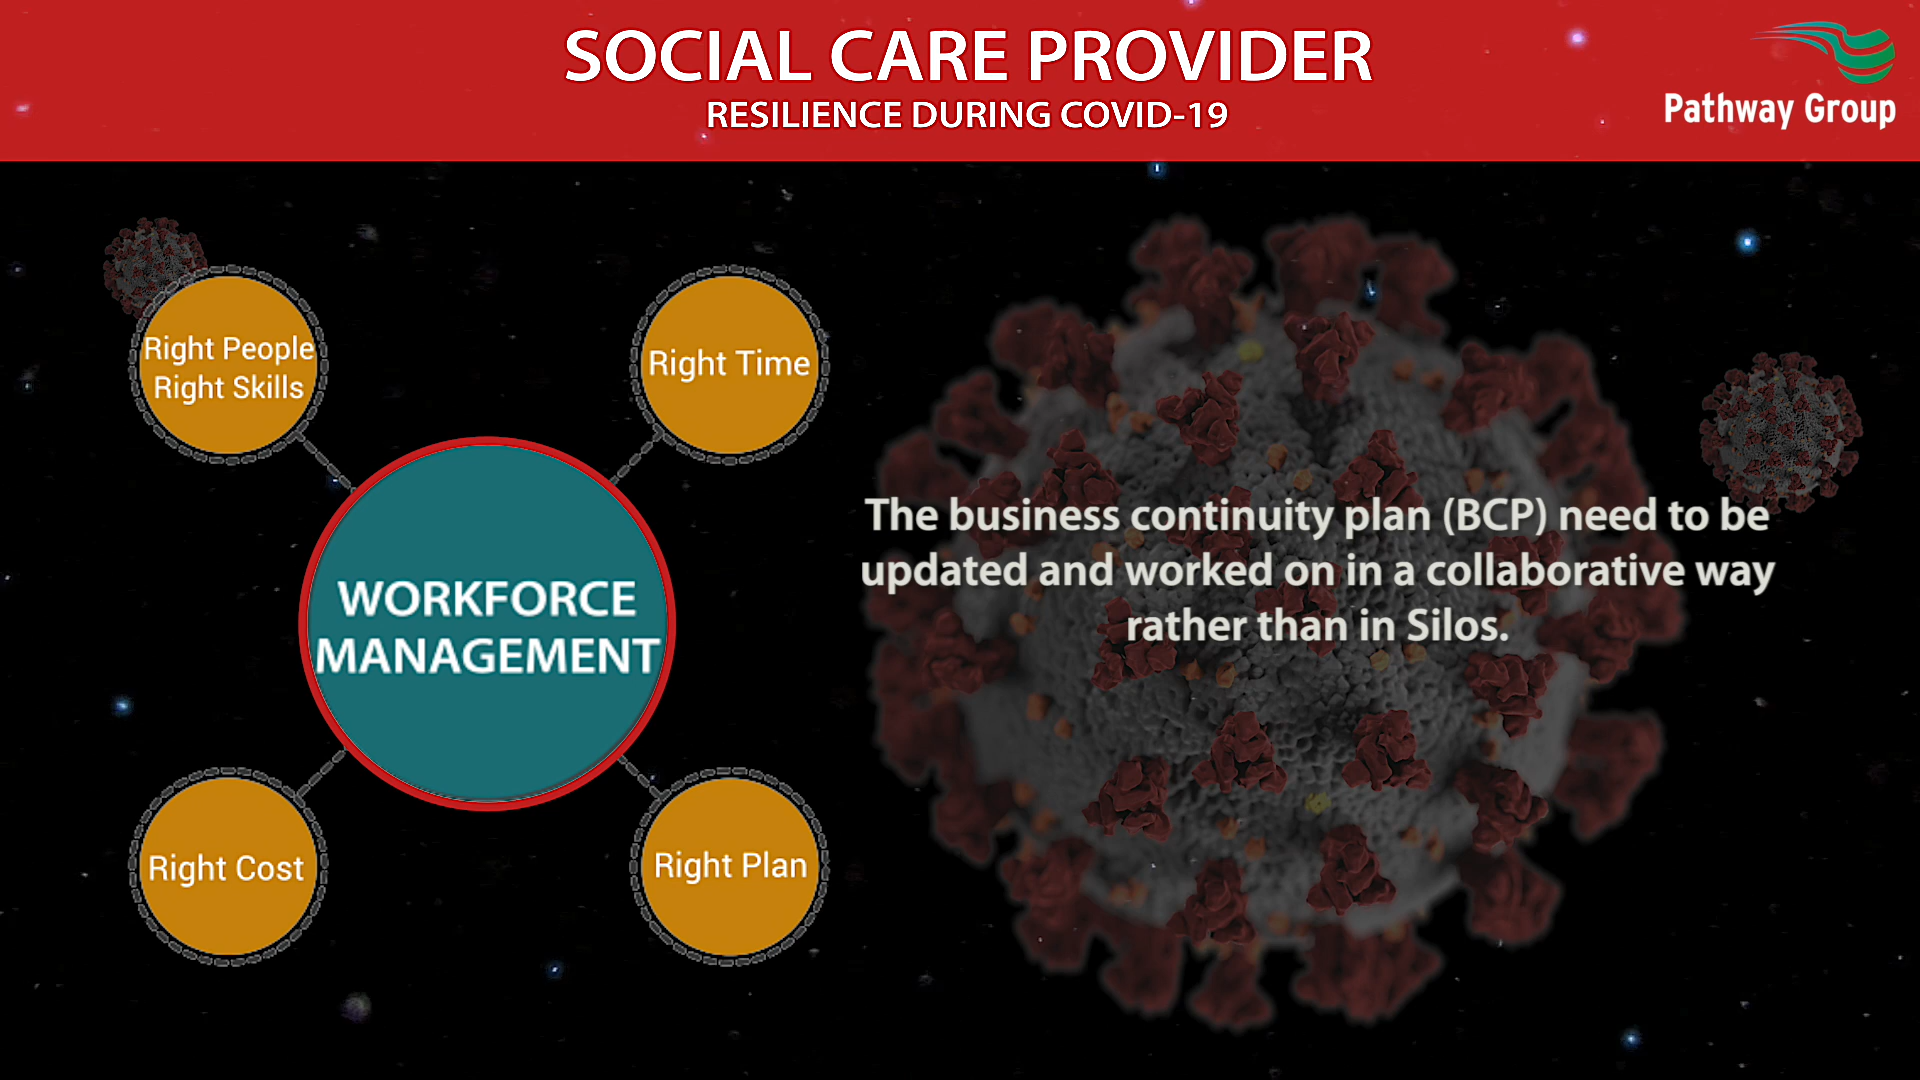 SOCIAL CARE PROVIDER
RESILIENCE DURING COVID-19
Pathway Group
Right People
Right Skills
Right Time
WORKFORCE
MANAGEMENT
Right Cost
Right Plan
The business continuity plan (BCP) need to be
updated and worked on in a collaborative way
rather than in Silos.